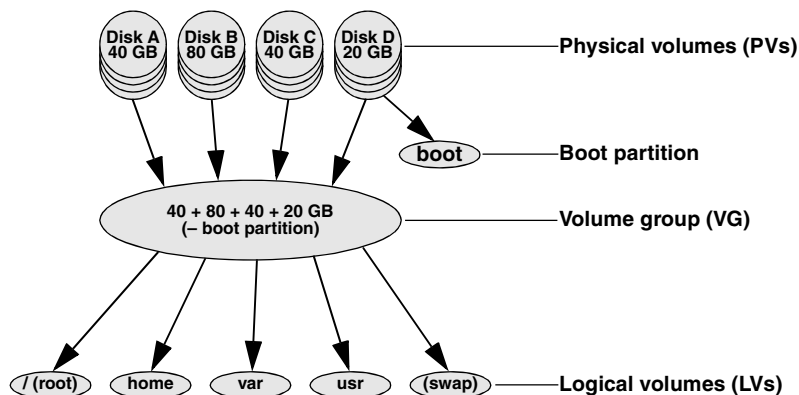 Disk A
40 GB
Disk B
80 GB
Disk C
40 GB
Disk D
20 GB
Physical volumes (PVs)
boot
Boot partition
40 + 80 + 40 + 20 GB
(– boot partition)
Volume group (VG)
/ (root)
home
var
usr
(swap)
Logical volumes (LVs)